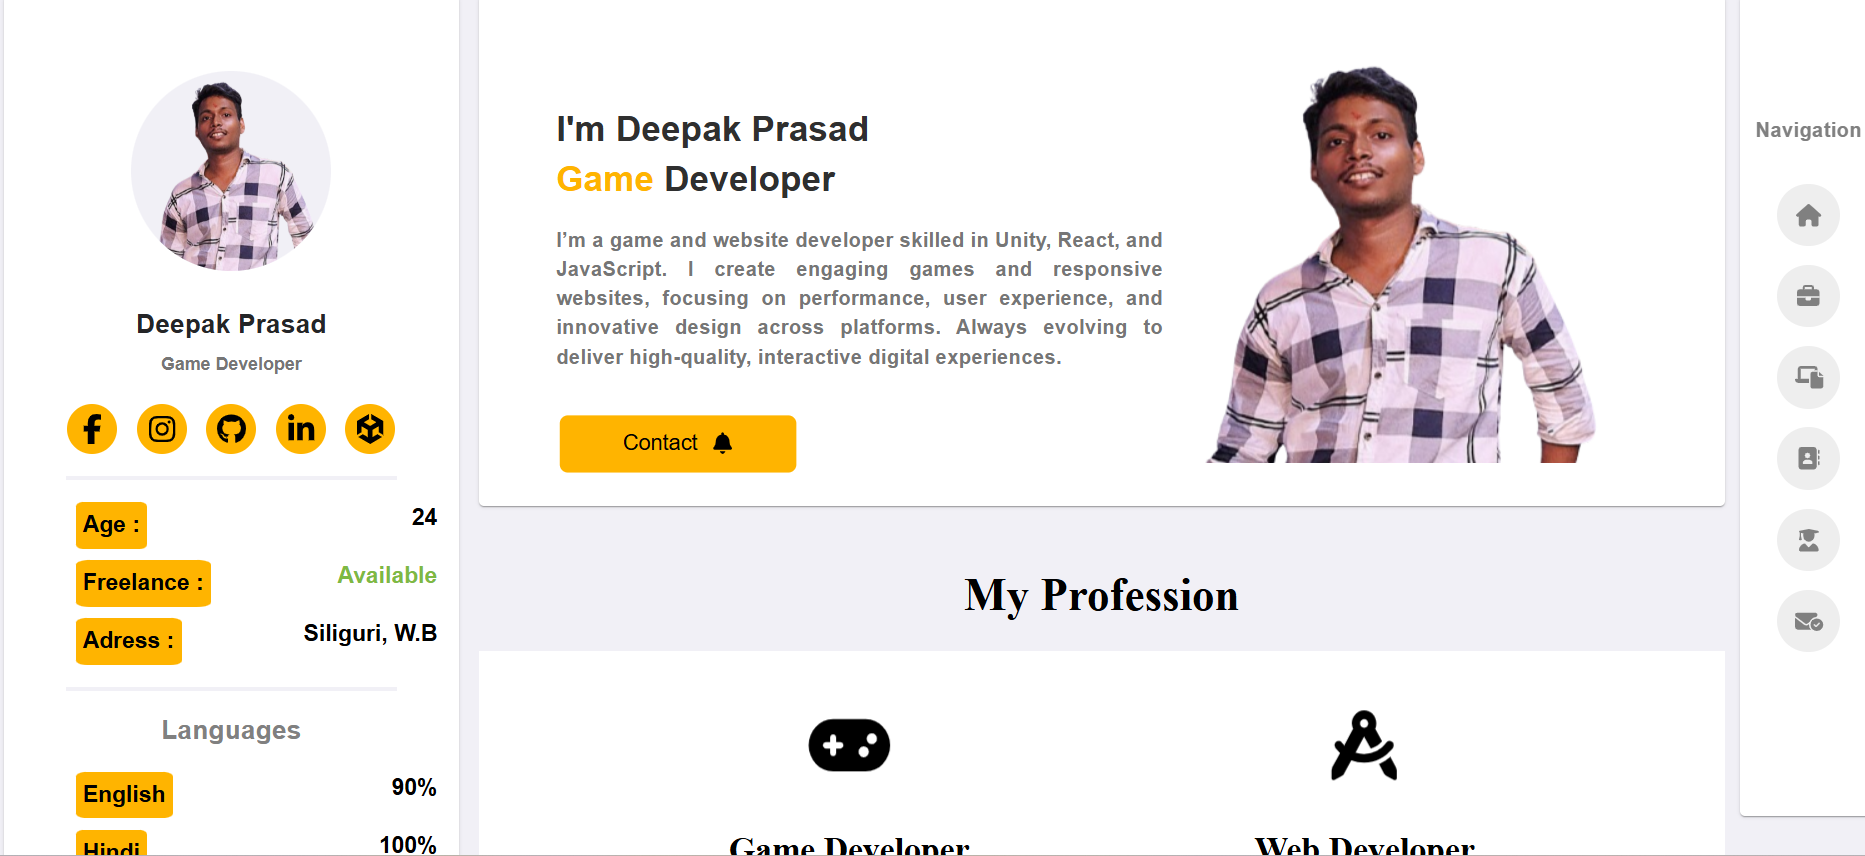 Deepak Prasad
Game Developer
Age :
24
Freelance :
Available
Adress :
Siliguri, W.B
Languages
English
90%
Hindi
100%
I'm Deepak Prasad
Game Developer
I’m a game and website developer skilled in Unity, React, and
JavaScript. I create engaging games and responsive
websites, focusing on performance, user experience, and
innovative design across platforms. Always evolving to
deliver high-quality, interactive digital experiences.
Contact
My Profession
Game Developer
Web Developer
Navigation